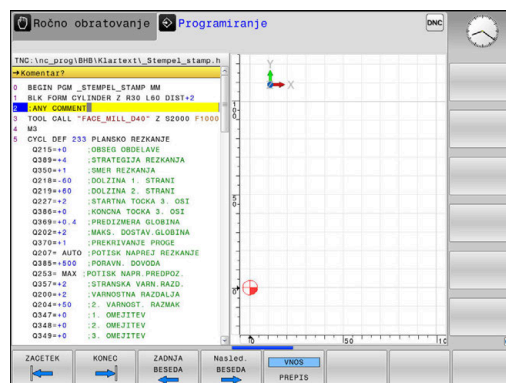 Ročno obratovanje
Programiranje
DNC
TNC:\nc_prog\BHB\Klartext\_Stempel_stamp.h
→Komentar?
0 BEGIN PGM _STEMPEL_STAMP MM
1 BLK FORM CYLINDER Z R30 L60 DIST+2
2 ;ANY COMMENT
3 TOOL CALL "FACE_MILL_D40" Z S2000 F1000
4 M3
5 CYCL DEF 233 PLANSKO REZKANJE
Q215=+0 ;OBSEG OBDELAVE
Q389=+4 ;STRATEGIJA REZKANJA
Q350=+1 ;SMER REZKANJA
Q218=-60 ;DOLZINA 1. STRANI
Q219=+60 ;DOLZINA 2. STRANI
Q227=+2 ;STARTNA TOCKA 3. OSI
Q386=+0 ;KONCNA TOCKA 3. OSI
Q369=+0.4 ;PREDIZMERA GLOBINA
Q202=+2 ;MAKS. DOSTAV.GLOBINA
Q370=+1 ;PREKRIVANJE PROGE
Q207= AUTO ;POTISK NAPREJ REZKANJE
Q385=+500 ;PORAVN. DOVODA
Q253= MAX ;POTISK NAPR.PREDPOZ.
Q357=+2 ;STRANSKA VARN.RAZD.
Q200=+2 ;VARNOSTNA RAZDALJA
Q204=+50 ;2. VARNOST. RAZMAK
Q347=+0 ;1. OMEJITEV
Q348=+0 ;2. OMEJITEV
Q349=+0 ;3. OMEJITEV
Y
X
100
50
0
0
50
ZACETEK
KONEC
ZADNJA BESEDA
Nasled. BESEDA
VNOS
PREPIS